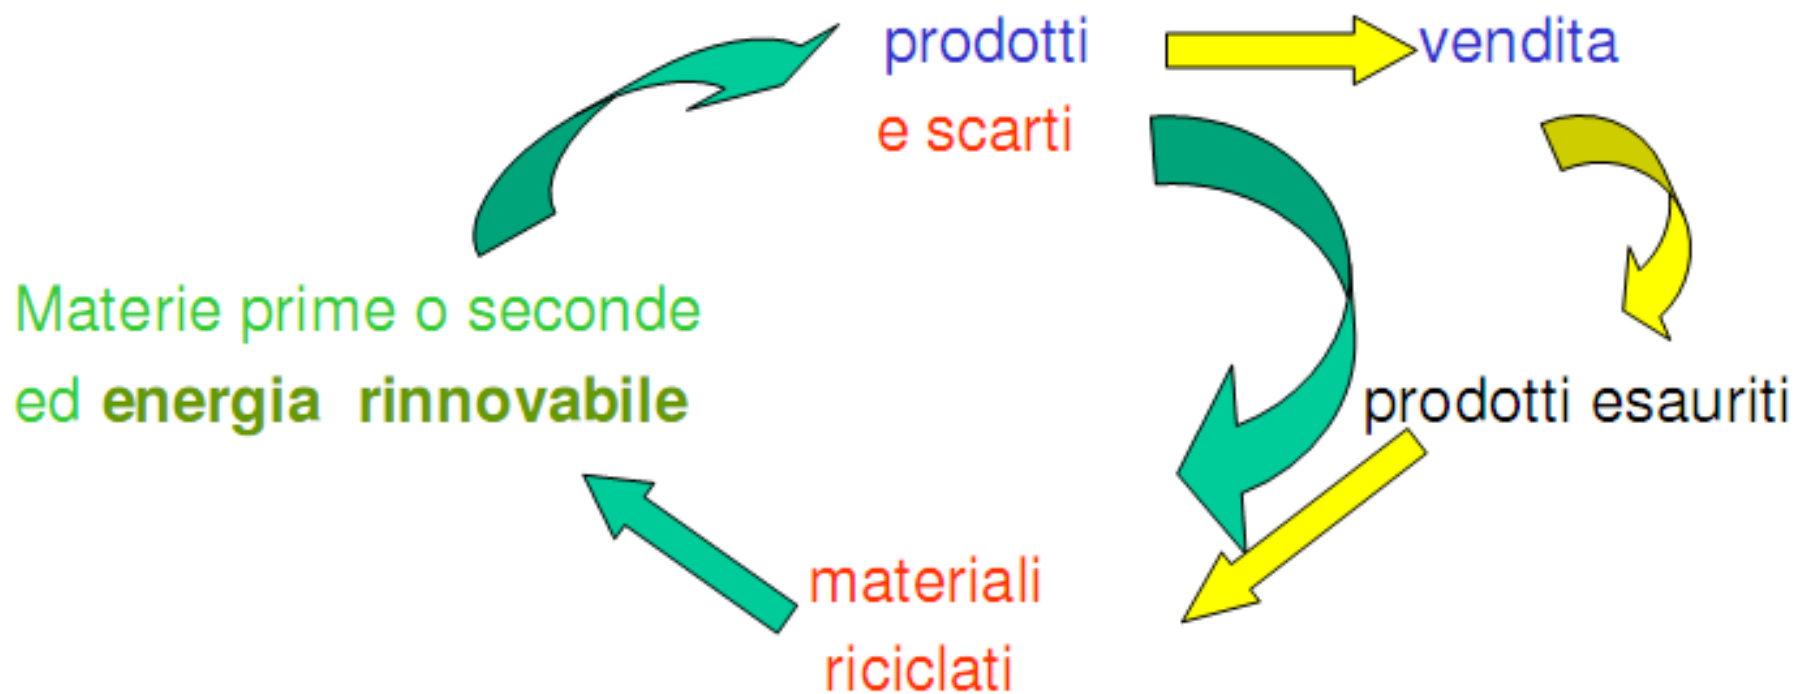 prodotti
vendita
e scarti
Materie prime o seconde
ed energia rinnovabile
prodotti esauriti
materiali
riciclati